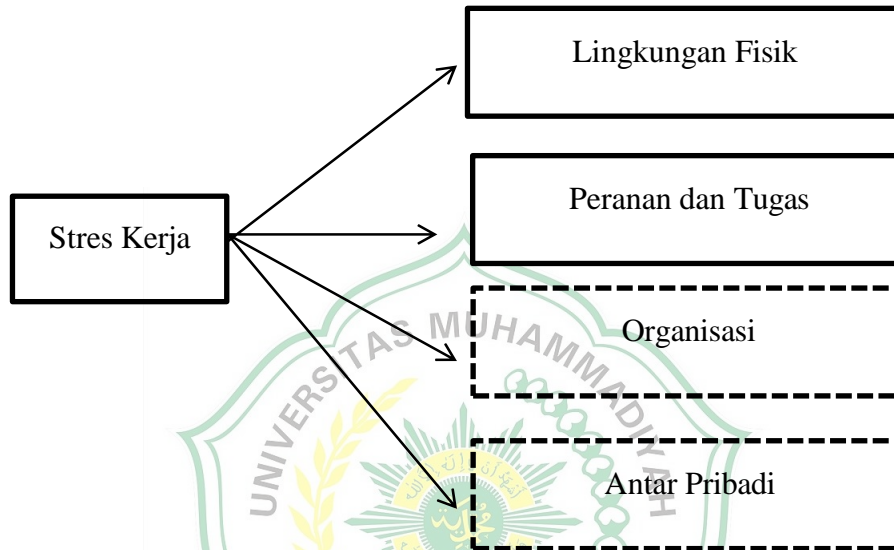 Lingkungan Fisik
Peranan dan Tugas
Stres Kerja
Organisasi
Antar Pribadi
UNIVERSITAS MUHAMMADIYAH